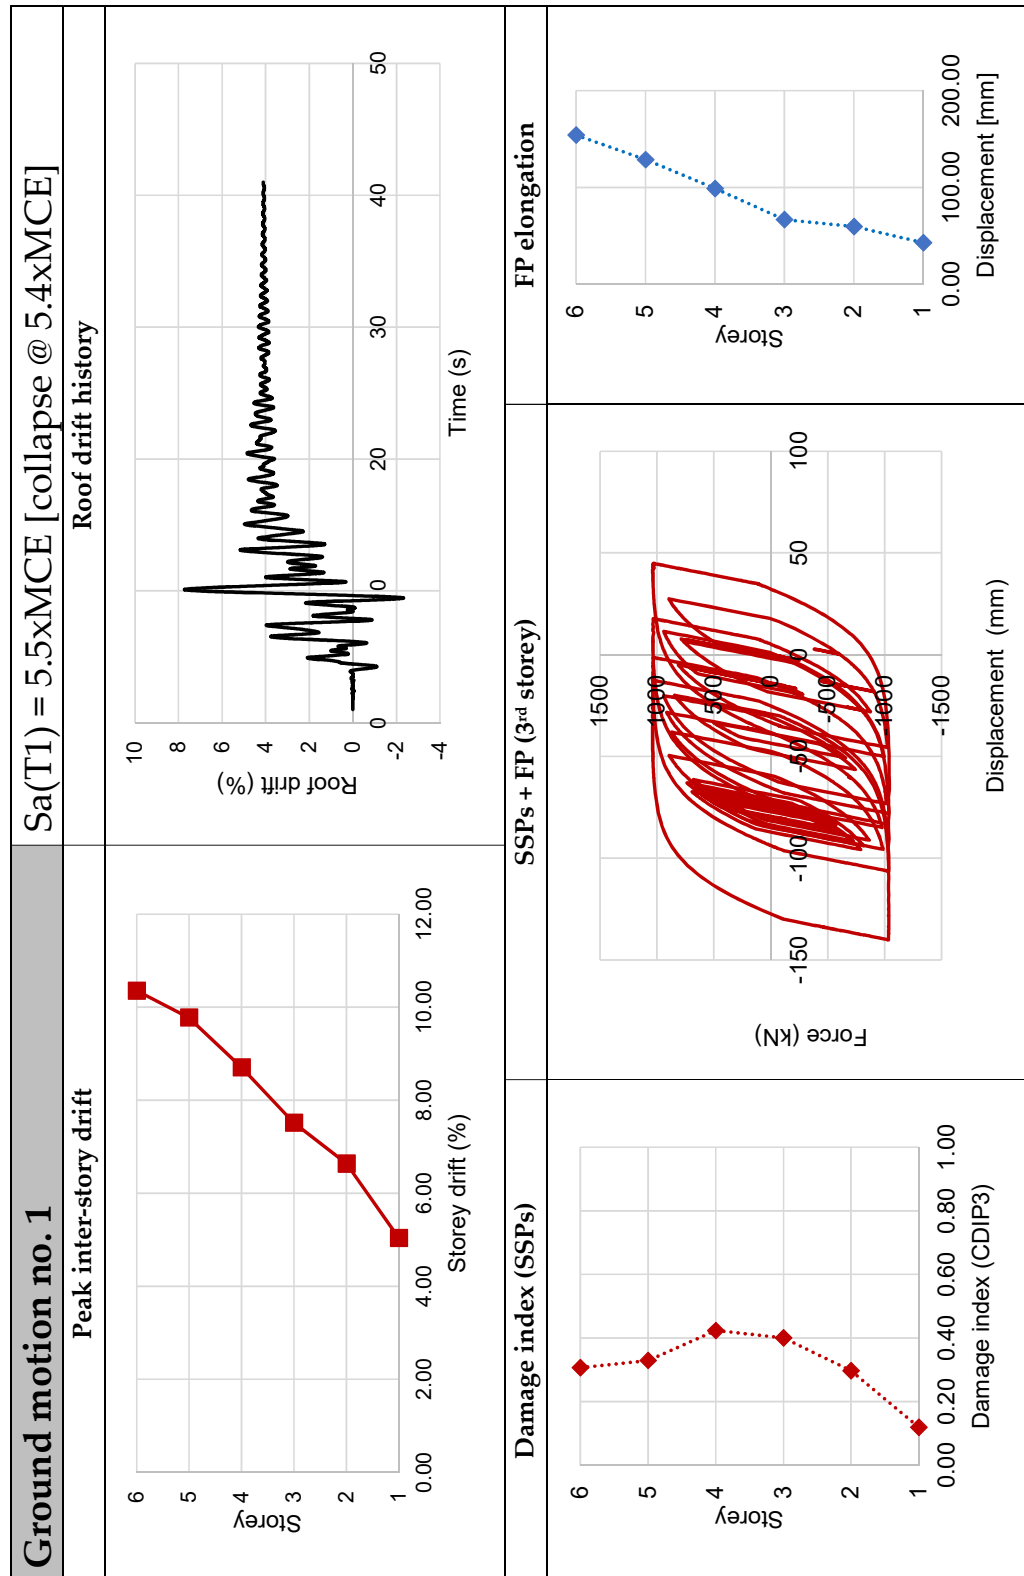 Ground motion no. 1
Sa(T1) = 5.5xMCE [collapse @ 5.4xMCE]
Peak inter-story drift
Roof drift history
6
5
4
3
2
1
Storey
0.00 2.00 4.00 6.00 8.00 10.00 12.00
Storey drift (%)
10
8
6
4
2
0
-2
-4
Roof drift (%)
0 10 20 30 40 50
Time (s)
Damage index (SSPs)
SSPs + FP (3rd storey)
FP elongation
6
5
4
3
2
1
Storey
0.00 0.20 0.40 0.60 0.80 1.00
Damage index (CDIP3)
1500
1000
500
0
-500
-1000
-1500
Force (kN)
-150 -100 -50 0 50 100
Displacement (mm)
6
5
4
3
2
1
Storey
0.00 100.00 200.00
Displacement [mm]